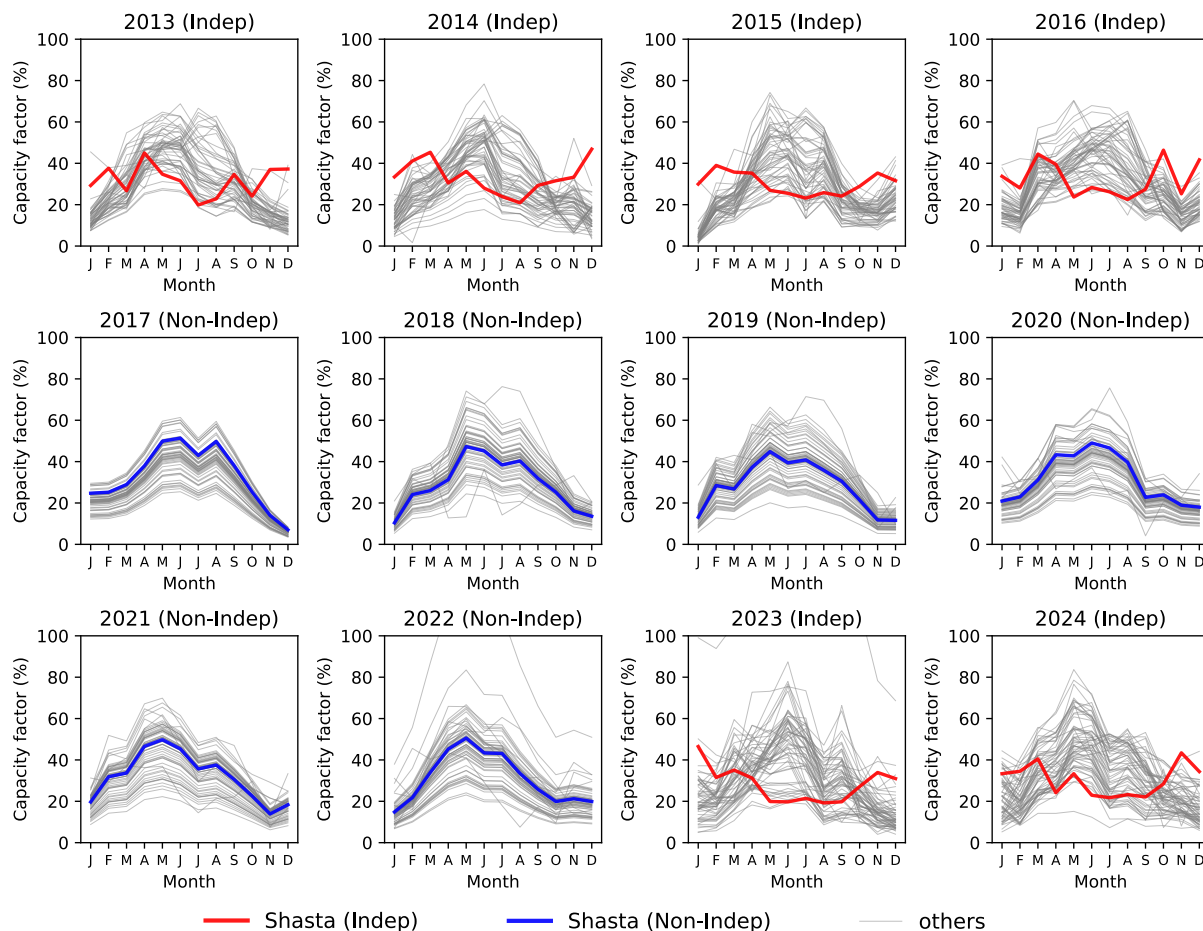 2013 (Indep) 2014 (Indep) 2015 (Indep) 2016 (Indep)
Capacity factor (%) Capacity factor (%) Capacity factor (%) Capacity factor (%)
100 100 100 100
80 80 80 80
60 60 60 60
40 40 40 40
20 20 20 20
0 0 0 0
J F M A M J J A S O N D J F M A M J J A S O N D J F M A M J J A S O N D J F M A M J J A S O N D
Month Month Month Month
2017 (Non-Indep) 2018 (Non-Indep) 2019 (Non-Indep) 2020 (Non-Indep)
Capacity factor (%) Capacity factor (%) Capacity factor (%) Capacity factor (%)
100 100 100 100
80 80 80 80
60 60 60 60
40 40 40 40
20 20 20 20
0 0 0 0
J F M A M J J A S O N D J F M A M J J A S O N D J F M A M J J A S O N D J F M A M J J A S O N D
Month Month Month Month
2021 (Non-Indep) 2022 (Non-Indep) 2023 (Indep) 2024 (Indep)
Capacity factor (%) Capacity factor (%) Capacity factor (%) Capacity factor (%)
100 100 100 100
80 80 80 80
60 60 60 60
40 40 40 40
20 20 20 20
0 0 0 0
J F M A M J J A S O N D J F M A M J J A S O N D J F M A M J J A S O N D J F M A M J J A S O N D
Month Month Month Month
Shasta (Indep) Shasta (Non-Indep) others